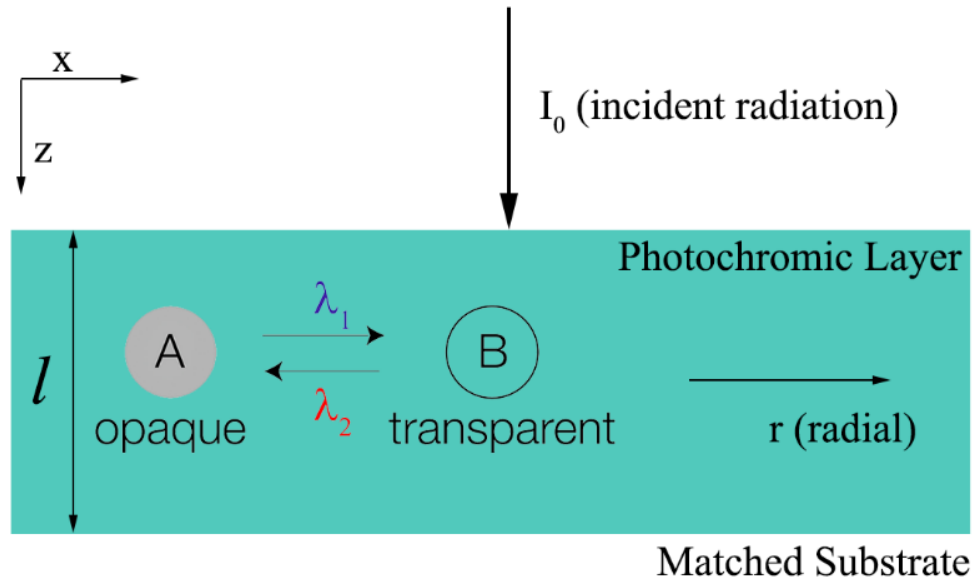 x
z
I₀ (incident radiation)
Photochromic Layer
λ₁
A
B
l
λ₂
opaque
transparent
r (radial)
Matched Substrate